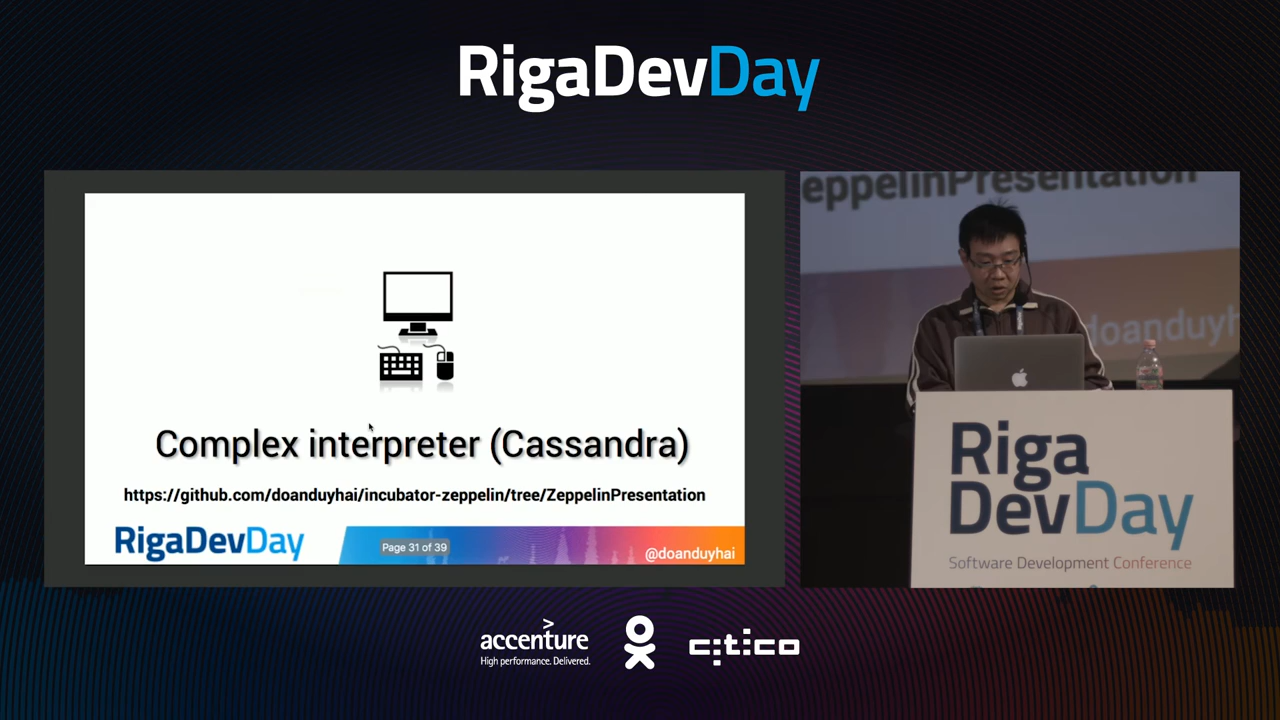 RigaDevDay
Complex interpreter (Cassandra)
https://github.com/doanduyhai/incubator-zeppelin/tree/ZeppelinPresentation
RigaDevDay
Page 31 of 39
@doanduyhai
eppelinPresentation
doanduyh
Riga
DevDay
Software Development Conference
accenture
High performance. Delivered.
citico